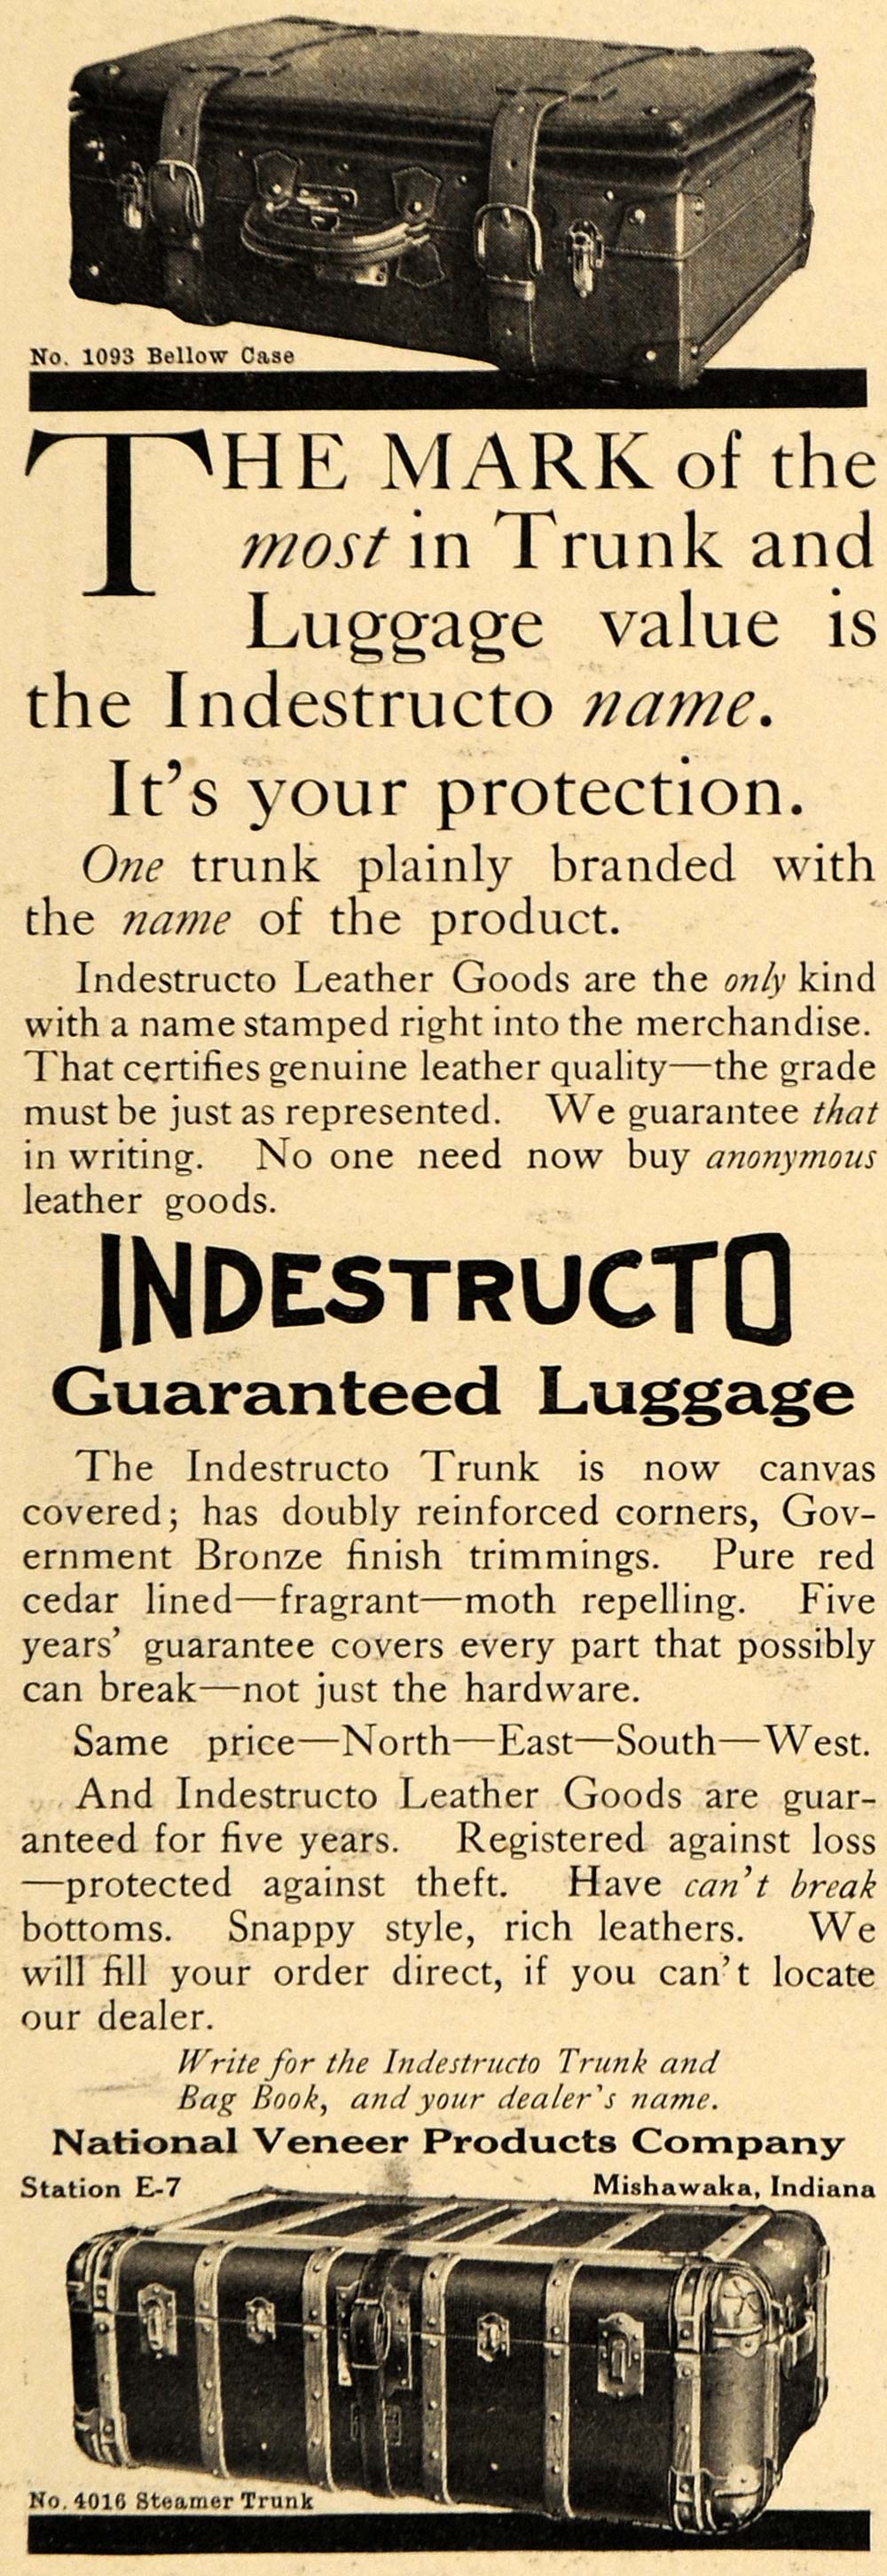 No. 1093 Bellow Case
THE MARK of the
most in Trunk and
Luggage value is
the Indestructo name.
It's your protection.
One trunk plainly branded with
the name of the product.
Indestructo Leather Goods are the only kind
with a name stamped right into the merchandise.
That certifies genuine leather quality—the grade
must be just as represented. We guarantee that
in writing. No one need now buy anonymous
leather goods.
INDESTRUCTO
Guaranteed Luggage
The Indestructo Trunk is now canvas
covered; has doubly reinforced corners, Gov-
ernment Bronze finish trimmings. Pure red
cedar lined—fragrant—moth repelling. Five
years' guarantee covers every part that possibly
can break—not just the hardware.
Same price—North—East—South—West.
And Indestructo Leather Goods are guar-
anteed for five years. Registered against loss
—protected against theft. Have can't break
bottoms. Snappy style, rich leathers. We
will fill your order direct, if you can't locate
our dealer.
Write for the Indestructo Trunk and
Bag Book, and your dealer's name.
National Veneer Products Company
Station E-7 Mishawaka, Indiana
No. 4016 Steamer Trunk